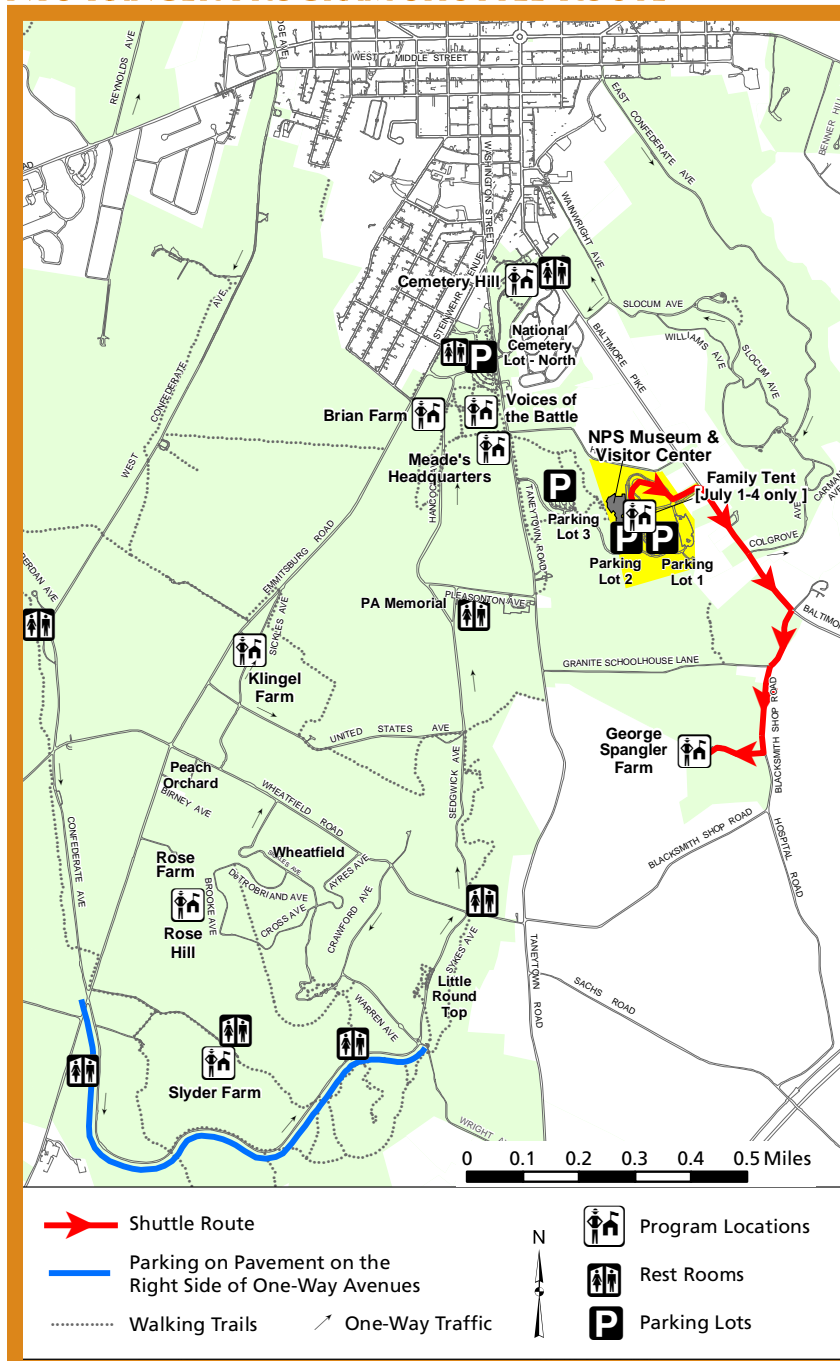 WEST MIDDLE STREET
REYNOLDS AVE
EAST CONFEDERATE AVE
BENNER HILL
WASHINGTON STREET
WAINWRIGHT AVE
STEINWEHR AVENUE
Cemetery Hill
SLOCUM AVE
WILLIAMS AVE
SLOCUM AVE
BALTIMORE PIKE
National
Cemetery
Lot - North
P
WEST CONFEDERATE AVE.
Brian Farm
Voices of
the Battle
Meade's
Headquarters
NPS Museum &
Visitor Center
Family Tent
[July 1-4 only ]
P
Parking
Lot 3
P
Parking
Lot 2
P
Parking
Lot 1
COLGROVE AVE
TANEYTOWN ROAD
EMMITSBURG ROAD
PA Memorial
PLEASONTON AVE
SICKLES AVE
Klingel
Farm
GRANITE SCHOOLHOUSE LANE
UNITED STATES AVE
George
Spangler
Farm
BLACKSMITH SHOP ROAD
Peach
Orchard
BIRNEY AVE
WHEATFIELD ROAD
SEDGWICK AVE
CONFEDERATE AVE
Wheatfield
AYRES AVE
BLACKSMITH SHOP ROAD
HOSPITAL ROAD
Rose
Farm
DeTROBRIAND AVE
BROOKE AVE
CROSS AVE
CRAWFORD AVE
Rose
Hill
SYKES AVE
TANEYTOWN ROAD
SACHS ROAD
Little
Round
Top
WARREN AVE
Slyder Farm
0 0.1 0.2 0.3 0.4 0.5 Miles
Shuttle Route
Parking on Pavement on the
Right Side of One-Way Avenues
Walking Trails
One-Way Traffic
N
Program Locations
Rest Rooms
P Parking Lots